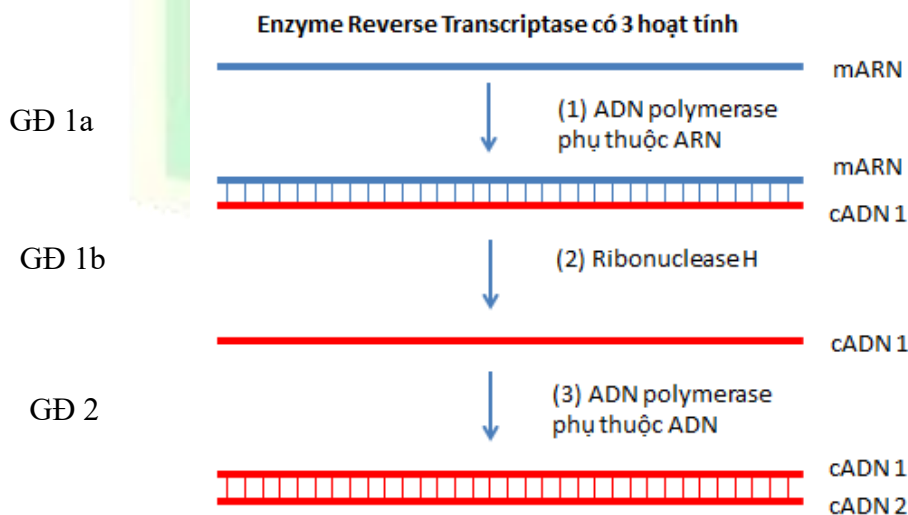 Enzyme Reverse Transcriptase có 3 hoạt tính
mARN
GĐ 1a
(1) ADN polymerase
phụ thuộc ARN
mARN
cADN 1
GĐ 1b
(2) Ribonuclease H
cADN 1
GĐ 2
(3) ADN polymerase
phụ thuộc ADN
cADN 1
cADN 2